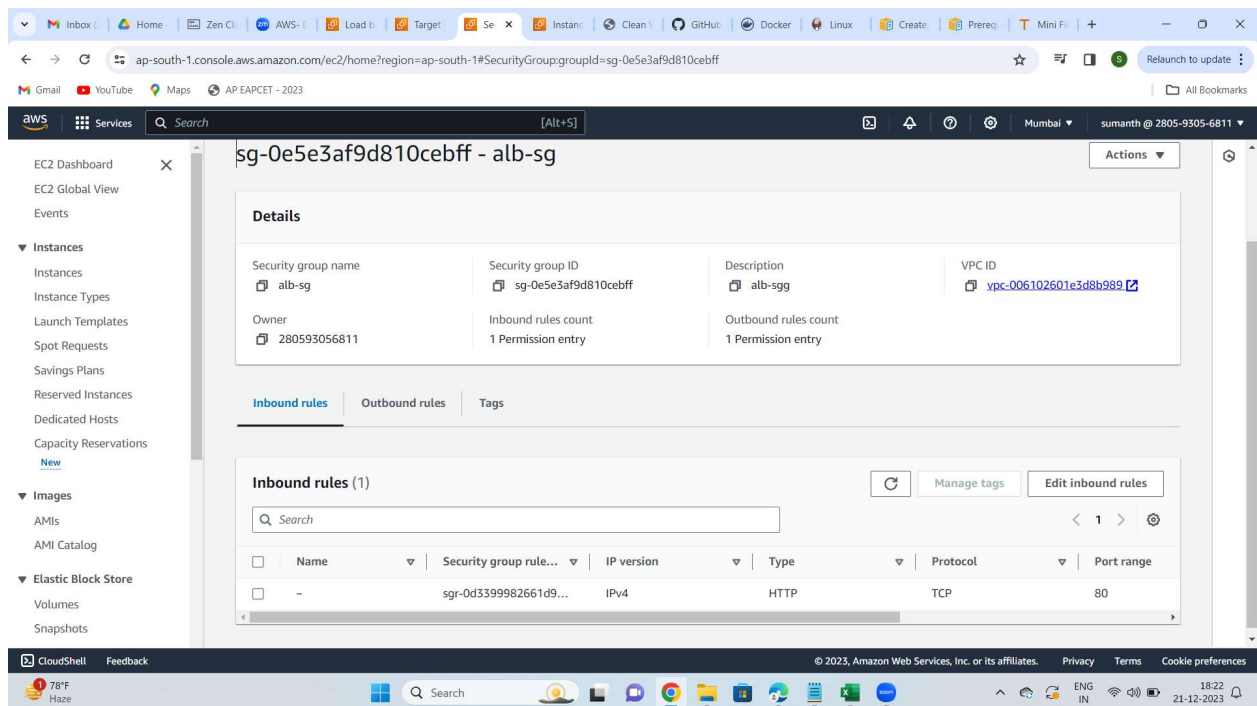 Inbox (
Home -
Zen Cl
zm AWS- D
Load b
Target
Se
Instanc
Clean \
GitHub
Docker
Linux
Create
Prereq
T Mini Fi
ap-south-1.console.aws.amazon.com/ec2/home?region=ap-south-1#SecurityGroup:groupId=sg-0e5e3af9d810cebff
S
Relaunch to update
Gmail YouTube Maps AP EAPCET - 2023
All Bookmarks
aws Services Search [Alt+S] Mumbai ▼ sumanth @ 2805-9305-6811 ▼
EC2 Dashboard
EC2 Global View
Events
Instances
Instances
Instance Types
Launch Templates
Spot Requests
Savings Plans
Reserved Instances
Dedicated Hosts
Capacity Reservations
New
Images
AMIs
AMI Catalog
Elastic Block Store
Volumes
Snapshots
sg-0e5e3af9d810cebff - alb-sg
Actions ▼
Details
Security group name
alb-sg
Security group ID
sg-0e5e3af9d810cebff
Description
alb-sgg
VPC ID
vpc-006102601e3d8b989
Owner
280593056811
Inbound rules count
1 Permission entry
Outbound rules count
1 Permission entry
Inbound rules Outbound rules Tags
Inbound rules (1)
Manage tags
Edit inbound rules
Search
< 1 >
Name Security group rule... IP version Type Protocol Port range
– sgr-0d3399982661d9... IPv4 HTTP TCP 80
CloudShell Feedback © 2023, Amazon Web Services, Inc. or its affiliates. Privacy Terms Cookie preferences
1
78°F
Haze
Search
zoom
ENG
IN
18:22
21-12-2023